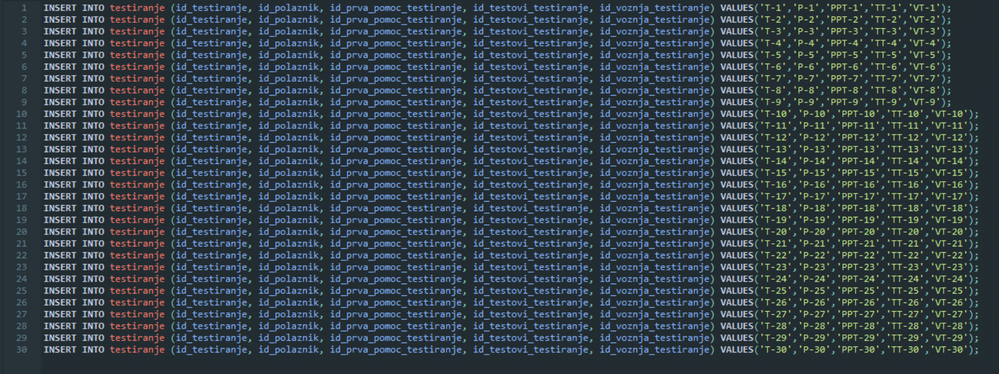 1 INSERT INTO testiranje (id_testiranje, id_polaznik, id_prva_pomoc_testiranje, id_testovi_testiranje, id_voznja_testiranje) VALUES('T-1','P-1','PPT-1','TT-1','VT-1');
2 INSERT INTO testiranje (id_testiranje, id_polaznik, id_prva_pomoc_testiranje, id_testovi_testiranje, id_voznja_testiranje) VALUES('T-2','P-2','PPT-2','TT-2','VT-2');
3 INSERT INTO testiranje (id_testiranje, id_polaznik, id_prva_pomoc_testiranje, id_testovi_testiranje, id_voznja_testiranje) VALUES('T-3','P-3','PPT-3','TT-3','VT-3');
4 INSERT INTO testiranje (id_testiranje, id_polaznik, id_prva_pomoc_testiranje, id_testovi_testiranje, id_voznja_testiranje) VALUES('T-4','P-4','PPT-4','TT-4','VT-4');
5 INSERT INTO testiranje (id_testiranje, id_polaznik, id_prva_pomoc_testiranje, id_testovi_testiranje, id_voznja_testiranje) VALUES('T-5','P-5','PPT-5','TT-5','VT-5');
6 INSERT INTO testiranje (id_testiranje, id_polaznik, id_prva_pomoc_testiranje, id_testovi_testiranje, id_voznja_testiranje) VALUES('T-6','P-6','PPT-6','TT-6','VT-6');
7 INSERT INTO testiranje (id_testiranje, id_polaznik, id_prva_pomoc_testiranje, id_testovi_testiranje, id_voznja_testiranje) VALUES('T-7','P-7','PPT-7','TT-7','VT-7');
8 INSERT INTO testiranje (id_testiranje, id_polaznik, id_prva_pomoc_testiranje, id_testovi_testiranje, id_voznja_testiranje) VALUES('T-8','P-8','PPT-8','TT-8','VT-8');
9 INSERT INTO testiranje (id_testiranje, id_polaznik, id_prva_pomoc_testiranje, id_testovi_testiranje, id_voznja_testiranje) VALUES('T-9','P-9','PPT-9','TT-9','VT-9');
10 INSERT INTO testiranje (id_testiranje, id_polaznik, id_prva_pomoc_testiranje, id_testovi_testiranje, id_voznja_testiranje) VALUES('T-10','P-10','PPT-10','TT-10','VT-10');
11 INSERT INTO testiranje (id_testiranje, id_polaznik, id_prva_pomoc_testiranje, id_testovi_testiranje, id_voznja_testiranje) VALUES('T-11','P-11','PPT-11','TT-11','VT-11');
12 INSERT INTO testiranje (id_testiranje, id_polaznik, id_prva_pomoc_testiranje, id_testovi_testiranje, id_voznja_testiranje) VALUES('T-12','P-12','PPT-12','TT-12','VT-12');
13 INSERT INTO testiranje (id_testiranje, id_polaznik, id_prva_pomoc_testiranje, id_testovi_testiranje, id_voznja_testiranje) VALUES('T-13','P-13','PPT-13','TT-13','VT-13');
14 INSERT INTO testiranje (id_testiranje, id_polaznik, id_prva_pomoc_testiranje, id_testovi_testiranje, id_voznja_testiranje) VALUES('T-14','P-14','PPT-14','TT-14','VT-14');
15 INSERT INTO testiranje (id_testiranje, id_polaznik, id_prva_pomoc_testiranje, id_testovi_testiranje, id_voznja_testiranje) VALUES('T-15','P-15','PPT-15','TT-15','VT-15');
16 INSERT INTO testiranje (id_testiranje, id_polaznik, id_prva_pomoc_testiranje, id_testovi_testiranje, id_voznja_testiranje) VALUES('T-16','P-16','PPT-16','TT-16','VT-16');
17 INSERT INTO testiranje (id_testiranje, id_polaznik, id_prva_pomoc_testiranje, id_testovi_testiranje, id_voznja_testiranje) VALUES('T-17','P-17','PPT-17','TT-17','VT-17');
18 INSERT INTO testiranje (id_testiranje, id_polaznik, id_prva_pomoc_testiranje, id_testovi_testiranje, id_voznja_testiranje) VALUES('T-18','P-18','PPT-18','TT-18','VT-18');
19 INSERT INTO testiranje (id_testiranje, id_polaznik, id_prva_pomoc_testiranje, id_testovi_testiranje, id_voznja_testiranje) VALUES('T-19','P-19','PPT-19','TT-19','VT-19');
20 INSERT INTO testiranje (id_testiranje, id_polaznik, id_prva_pomoc_testiranje, id_testovi_testiranje, id_voznja_testiranje) VALUES('T-20','P-20','PPT-20','TT-20','VT-20');
21 INSERT INTO testiranje (id_testiranje, id_polaznik, id_prva_pomoc_testiranje, id_testovi_testiranje, id_voznja_testiranje) VALUES('T-21','P-21','PPT-21','TT-21','VT-21');
22 INSERT INTO testiranje (id_testiranje, id_polaznik, id_prva_pomoc_testiranje, id_testovi_testiranje, id_voznja_testiranje) VALUES('T-22','P-22','PPT-22','TT-22','VT-22');
23 INSERT INTO testiranje (id_testiranje, id_polaznik, id_prva_pomoc_testiranje, id_testovi_testiranje, id_voznja_testiranje) VALUES('T-23','P-23','PPT-23','TT-23','VT-23');
24 INSERT INTO testiranje (id_testiranje, id_polaznik, id_prva_pomoc_testiranje, id_testovi_testiranje, id_voznja_testiranje) VALUES('T-24','P-24','PPT-24','TT-24','VT-24');
25 INSERT INTO testiranje (id_testiranje, id_polaznik, id_prva_pomoc_testiranje, id_testovi_testiranje, id_voznja_testiranje) VALUES('T-25','P-25','PPT-25','TT-25','VT-25');
26 INSERT INTO testiranje (id_testiranje, id_polaznik, id_prva_pomoc_testiranje, id_testovi_testiranje, id_voznja_testiranje) VALUES('T-26','P-26','PPT-26','TT-26','VT-26');
27 INSERT INTO testiranje (id_testiranje, id_polaznik, id_prva_pomoc_testiranje, id_testovi_testiranje, id_voznja_testiranje) VALUES('T-27','P-27','PPT-27','TT-27','VT-27');
28 INSERT INTO testiranje (id_testiranje, id_polaznik, id_prva_pomoc_testiranje, id_testovi_testiranje, id_voznja_testiranje) VALUES('T-28','P-28','PPT-28','TT-28','VT-28');
29 INSERT INTO testiranje (id_testiranje, id_polaznik, id_prva_pomoc_testiranje, id_testovi_testiranje, id_voznja_testiranje) VALUES('T-29','P-29','PPT-29','TT-29','VT-29');
30 INSERT INTO testiranje (id_testiranje, id_polaznik, id_prva_pomoc_testiranje, id_testovi_testiranje, id_voznja_testiranje) VALUES('T-30','P-30','PPT-30','TT-30','VT-30');